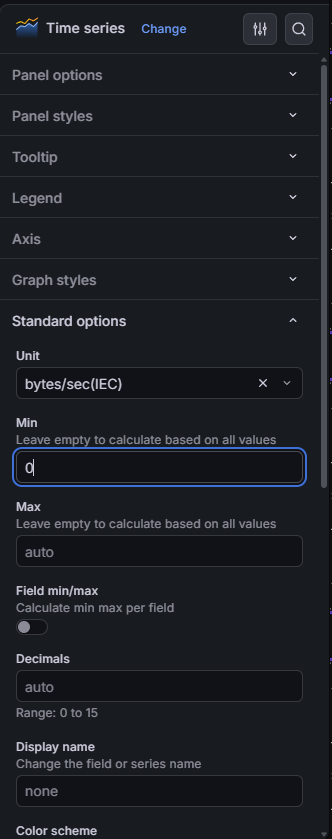 Time series Change
Panel options
Panel styles
Tooltip
Legend
Axis
Graph styles
Standard options
Unit
bytes/sec(IEC)
Min
Leave empty to calculate based on all values
0
Max
Leave empty to calculate based on all values
auto
Field min/max
Calculate min max per field
Decimals
auto
Range: 0 to 15
Display name
Change the field or series name
none
Color scheme